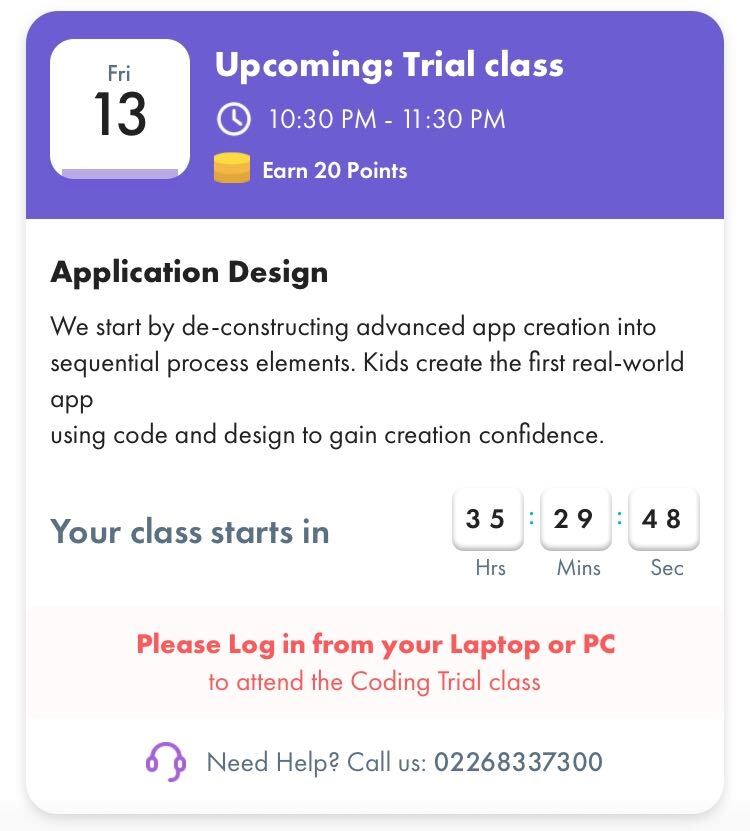 Fri
13
Upcoming: Trial class
10:30 PM - 11:30 PM
Earn 20 Points
Application Design
We start by de-constructing advanced app creation into
sequential process elements. Kids create the first real-world
app
using code and design to gain creation confidence.
Your class starts in
35 : 29 : 48
Hrs Mins Sec
Please Log in from your Laptop or PC
to attend the Coding Trial class
Need Help? Call us: 02268337300